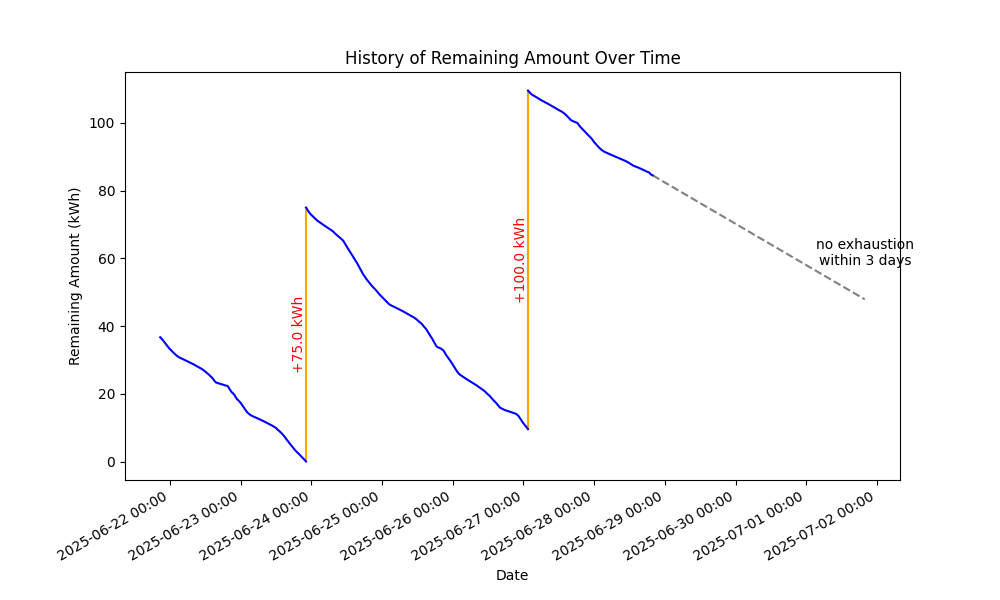 History of Remaining Amount Over Time
Remaining Amount (kWh)
100
80
60
40
20
0
+75.0 kWh
+100.0 kWh
no exhaustion
within 3 days
2025-06-22 00:00
2025-06-23 00:00
2025-06-24 00:00
2025-06-25 00:00
2025-06-26 00:00
2025-06-27 00:00
2025-06-28 00:00
2025-06-29 00:00
2025-06-30 00:00
2025-07-01 00:00
2025-07-02 00:00
Date